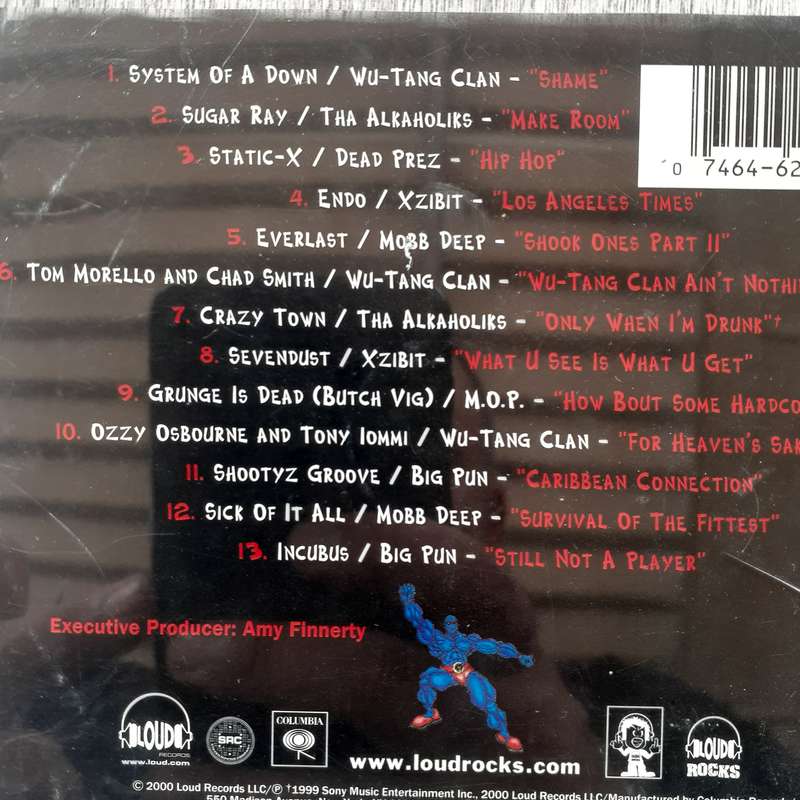 1. System Of A Down / Wu-Tang Clan - "Shame"
2. Sugar Ray / Tha Alkaholiks - "Make Room"
3. Static-X / Dead Prez - "Hip Hop"
4. Endo / Xzibit - "Los Angeles Times"
5. Everlast / Mobb Deep - "Shook Ones Part II"
6. Tom Morello and Chad Smith / Wu-Tang Clan - "Wu-Tang Clan Ain't Nothi
7. Crazy Town / Tha Alkaholiks - "Only When I'm Drunk"†
8. Sevendust / Xzibit - "What U See Is What U Get"
9. Grunge Is Dead (Butch Vig) / M.O.P. - "How Bout Some Hardco
10. Ozzy Osbourne and Tony Iommi / Wu-Tang Clan - "For Heaven's Sak
11. Shootyz Groove / Big Pun - "Caribbean Connection"
12. Sick Of It All / Mobb Deep - "Survival Of The Fittest"
13. Incubus / Big Pun - "Still Not A Player"
0 7464-62
Executive Producer: Amy Finnerty
LOUD
RECORDS
www.loud.com
SRC
COLUMBIA
www.loudrocks.com
LOUD
ROCKS
© 2000 Loud Records LLC/℗ †1999 Sony Music Entertainment Inc., 2000 Loud Records LLC/Manufactured by Columbia
550 Madison Avenue, New York,